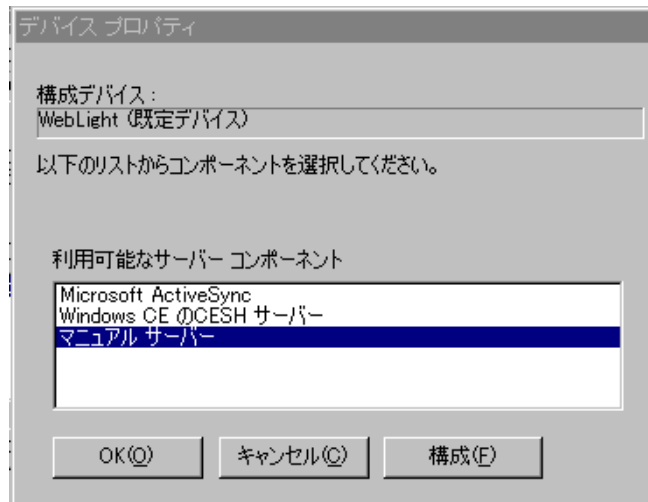 デバイス プロパティ
構成デバイス:
WebLight (既定デバイス)
以下のリストからコンポーネントを選択してください。
利用可能なサーバー コンポーネント
Microsoft ActiveSync
Windows CE のCESH サーバー
マニュアル サーバー
OK(O) キャンセル(C) 構成(F)